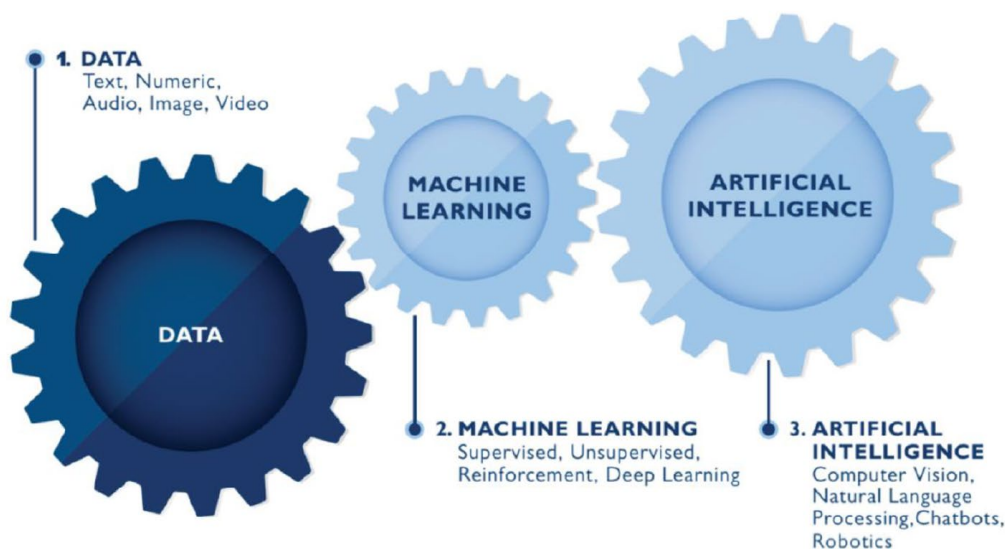 1. DATA
Text, Numeric,
Audio, Image, Video
DATA
MACHINE
LEARNING
ARTIFICIAL
INTELLIGENCE
2. MACHINE LEARNING
Supervised, Unsupervised,
Reinforcement, Deep Learning
3. ARTIFICIAL
INTELLIGENCE
Computer Vision,
Natural Language
Processing,Chatbots,
Robotics